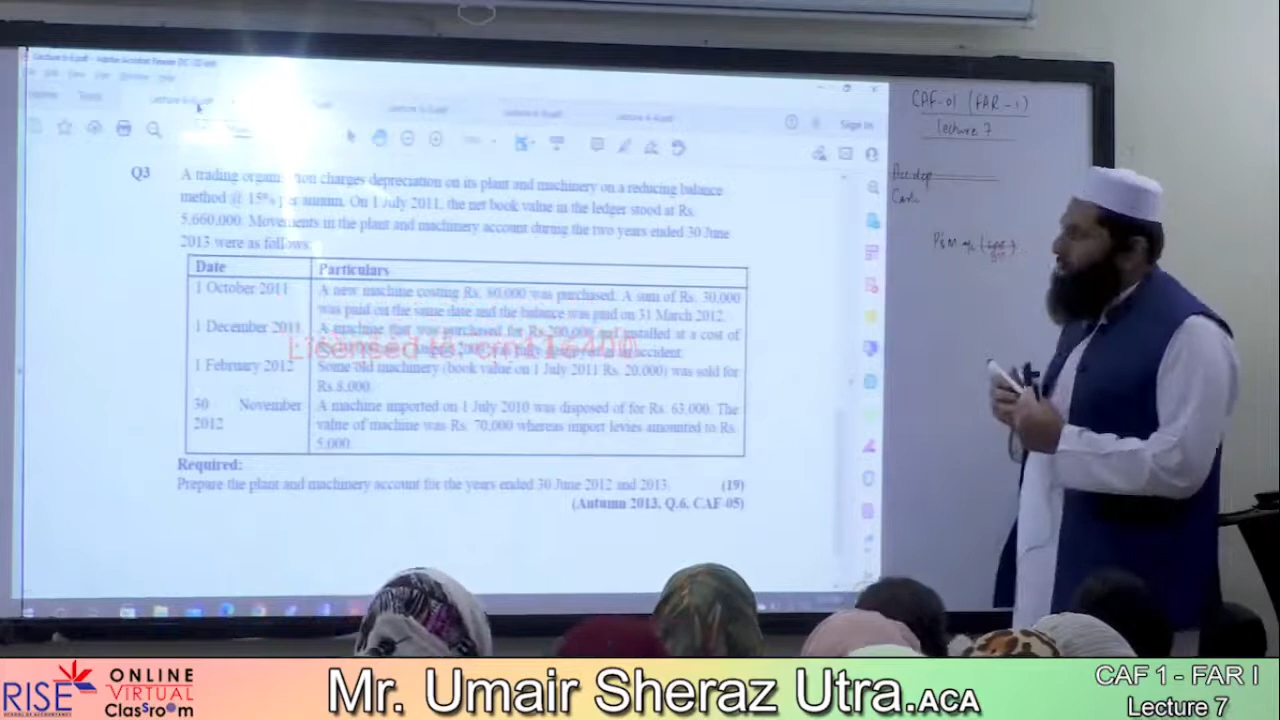 Sign In
CAF-01 (FAR-1)
lecture 7
Acc.dep
Cost
P&M a/c
Q3 A trading organi on charges depreciation on its plant and machinery on a reducing balance
method @ 15% per annum. On 1 July 2011, the net book value in the ledger stood at Rs.
5,660,000. Movements in the plant and machinery account during the two years ended 30 June
2013 were as follows:
Date Particulars
1 October 2011 A new machine costing Rs. 80,000 was purchased. A sum of Rs. 30,000
was paid on the same date and the balance was paid on 31 March 2012.
1 December 2011 A machine that was purchased for Rs. 200,000 and installed at a cost of
accident.
1 February 2012 Some old machinery (book value on 1 July 2011 Rs. 20,000) was sold for
Rs.8,000.
30 November A machine imported on 1 July 2010 was disposed of for Rs. 63,000. The
2012 value of machine was Rs. 70,000 whereas import levies amounted to Rs.
5,000.
Required:
Prepare the plant and machinery account for the years ended 30 June 2012 and 2013. (19)
(Autumn 2013, Q.6, CAF-05)
RISE
ONLINE
VIRTUAL
Classroom
Mr. Umair Sheraz Utra.ACA
CAF 1 - FAR I
Lecture 7